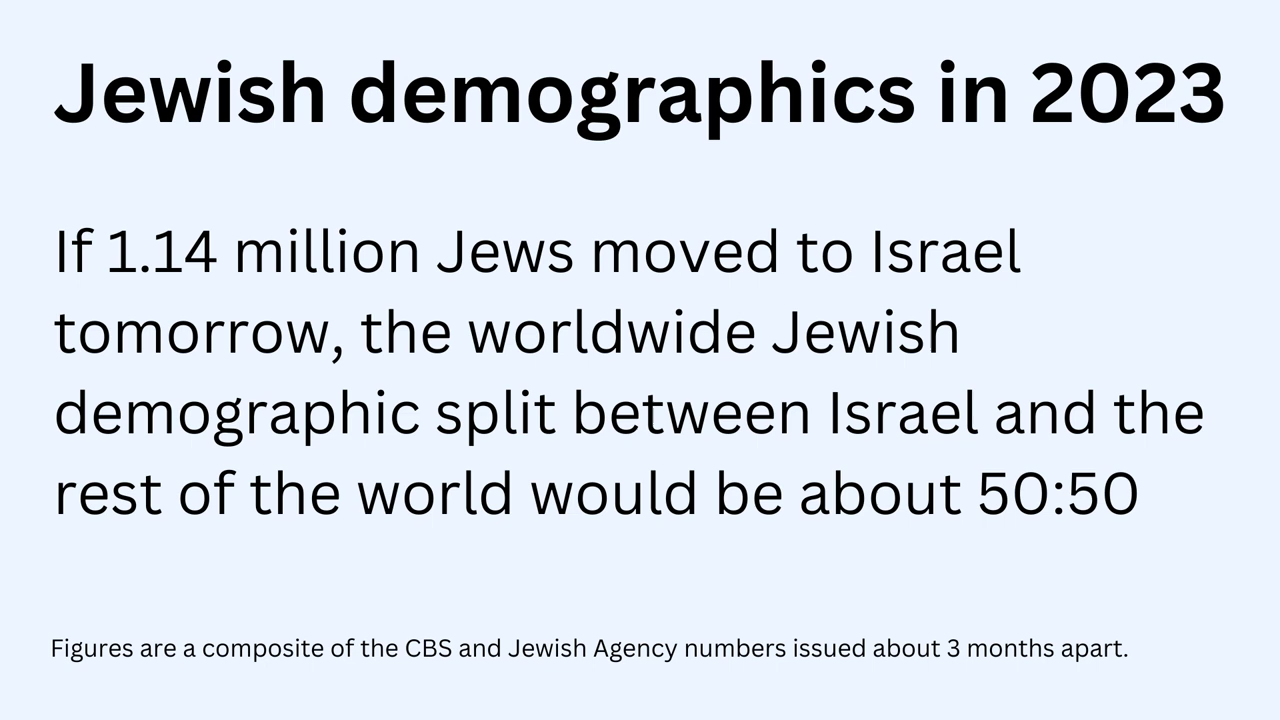 Jewish demographics in 2023
If 1.14 million Jews moved to Israel
tomorrow, the worldwide Jewish
demographic split between Israel and the
rest of the world would be about 50:50
Figures are a composite of the CBS and Jewish Agency numbers issued about 3 months apart.